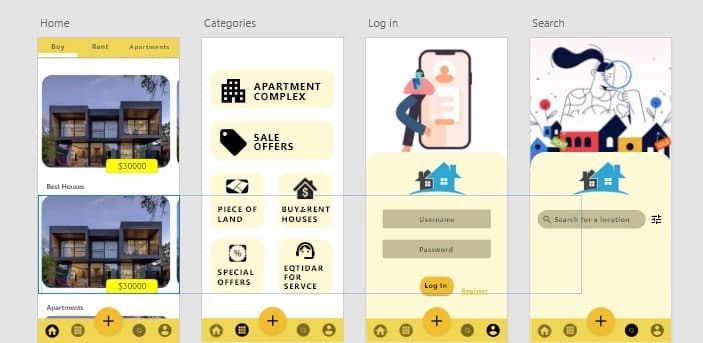 Home
Buy Rent Apartments
$30000
Best Houses
$30000
Apartments
Categories
APARTMENT
COMPLEX
SALE
OFFERS
PIECE OF
LAND
BUY&RENT
HOUSES
%
SPECIAL
OFFERS
EQTIDAR
FOR
SERVCE
Log in
Username
Password
Log In
Register
Search
Search for a location